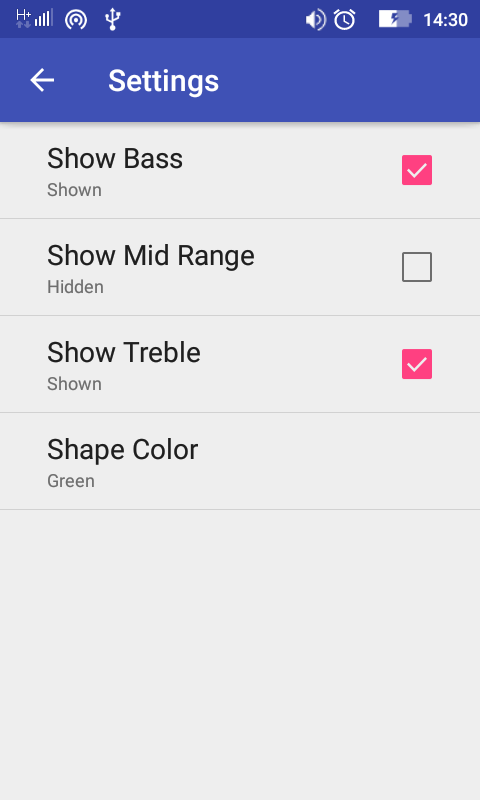 H+ 14:30
Settings
Show Bass
Shown
Show Mid Range
Hidden
Show Treble
Shown
Shape Color
Green